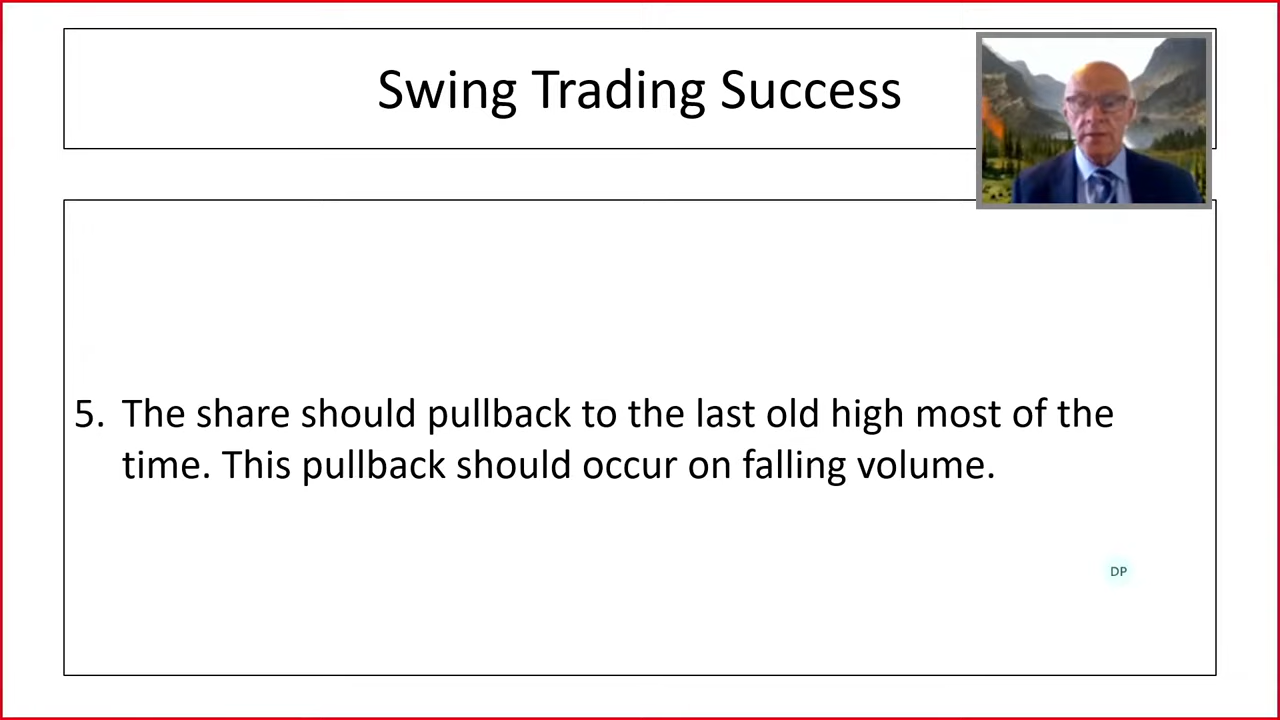 Swing Trading Success
5. The share should pullback to the last old high most of the
time. This pullback should occur on falling volume.
DP